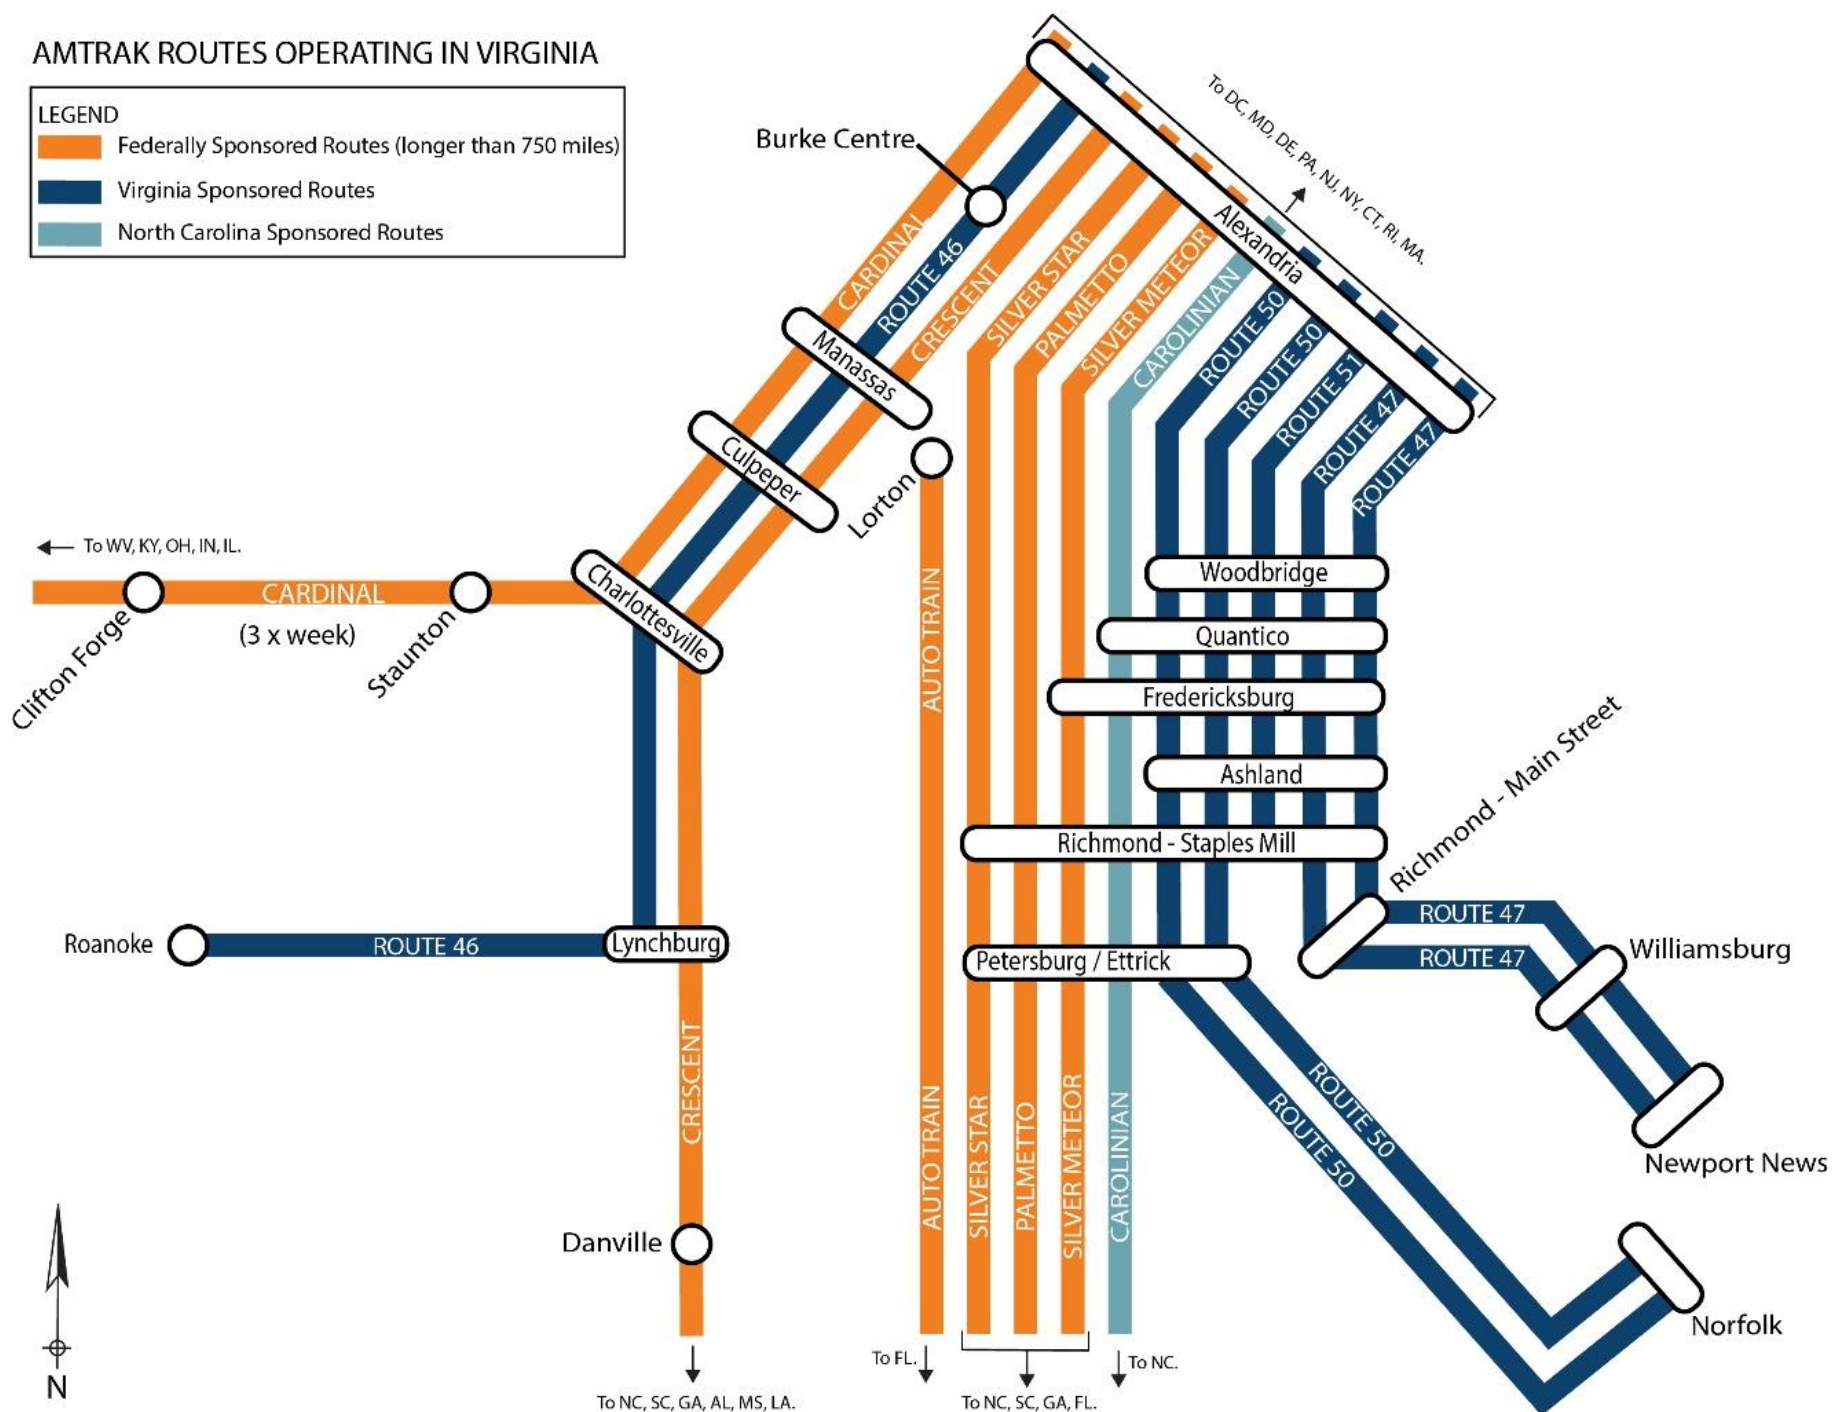 AMTRAK ROUTES OPERATING IN VIRGINIA
LEGEND
Federally Sponsored Routes (longer than 750 miles)
Virginia Sponsored Routes
North Carolina Sponsored Routes
To DC, MD, DE, PA, NJ, NY, CT, RI, MA.
Burke Centre
Alexandria
CARDINAL
ROUTE 46
CRESCENT
SILVER STAR
PALMETTO
SILVER METEOR
CAROLINIAN
ROUTE 50
ROUTE 50
ROUTE 51
ROUTE 47
ROUTE 47
Manassas
Culpeper
Lorton
To WV, KY, OH, IN, IL.
CARDINAL
(3 x week)
Clifton Forge
Staunton
Charlottesville
AUTO TRAIN
Woodbridge
Quantico
Fredericksburg
Ashland
Richmond - Staples Mill
Richmond - Main Street
Roanoke
ROUTE 46
Lynchburg
Petersburg / Ettrick
ROUTE 47
ROUTE 47
Williamsburg
Newport News
CRESCENT
AUTO TRAIN
SILVER STAR
PALMETTO
SILVER METEOR
CAROLINIAN
ROUTE 50
ROUTE 50
Danville
Norfolk
N
To NC, SC, GA, AL, MS, LA.
To FL.
To NC, SC, GA, FL.
To NC.